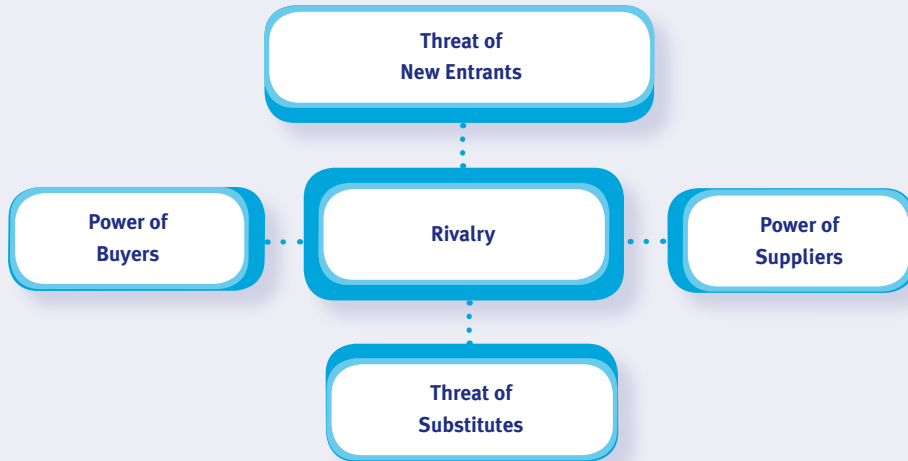 Threat of
New Entrants
Power of
Buyers
Rivalry
Power of
Suppliers
Threat of
Substitutes